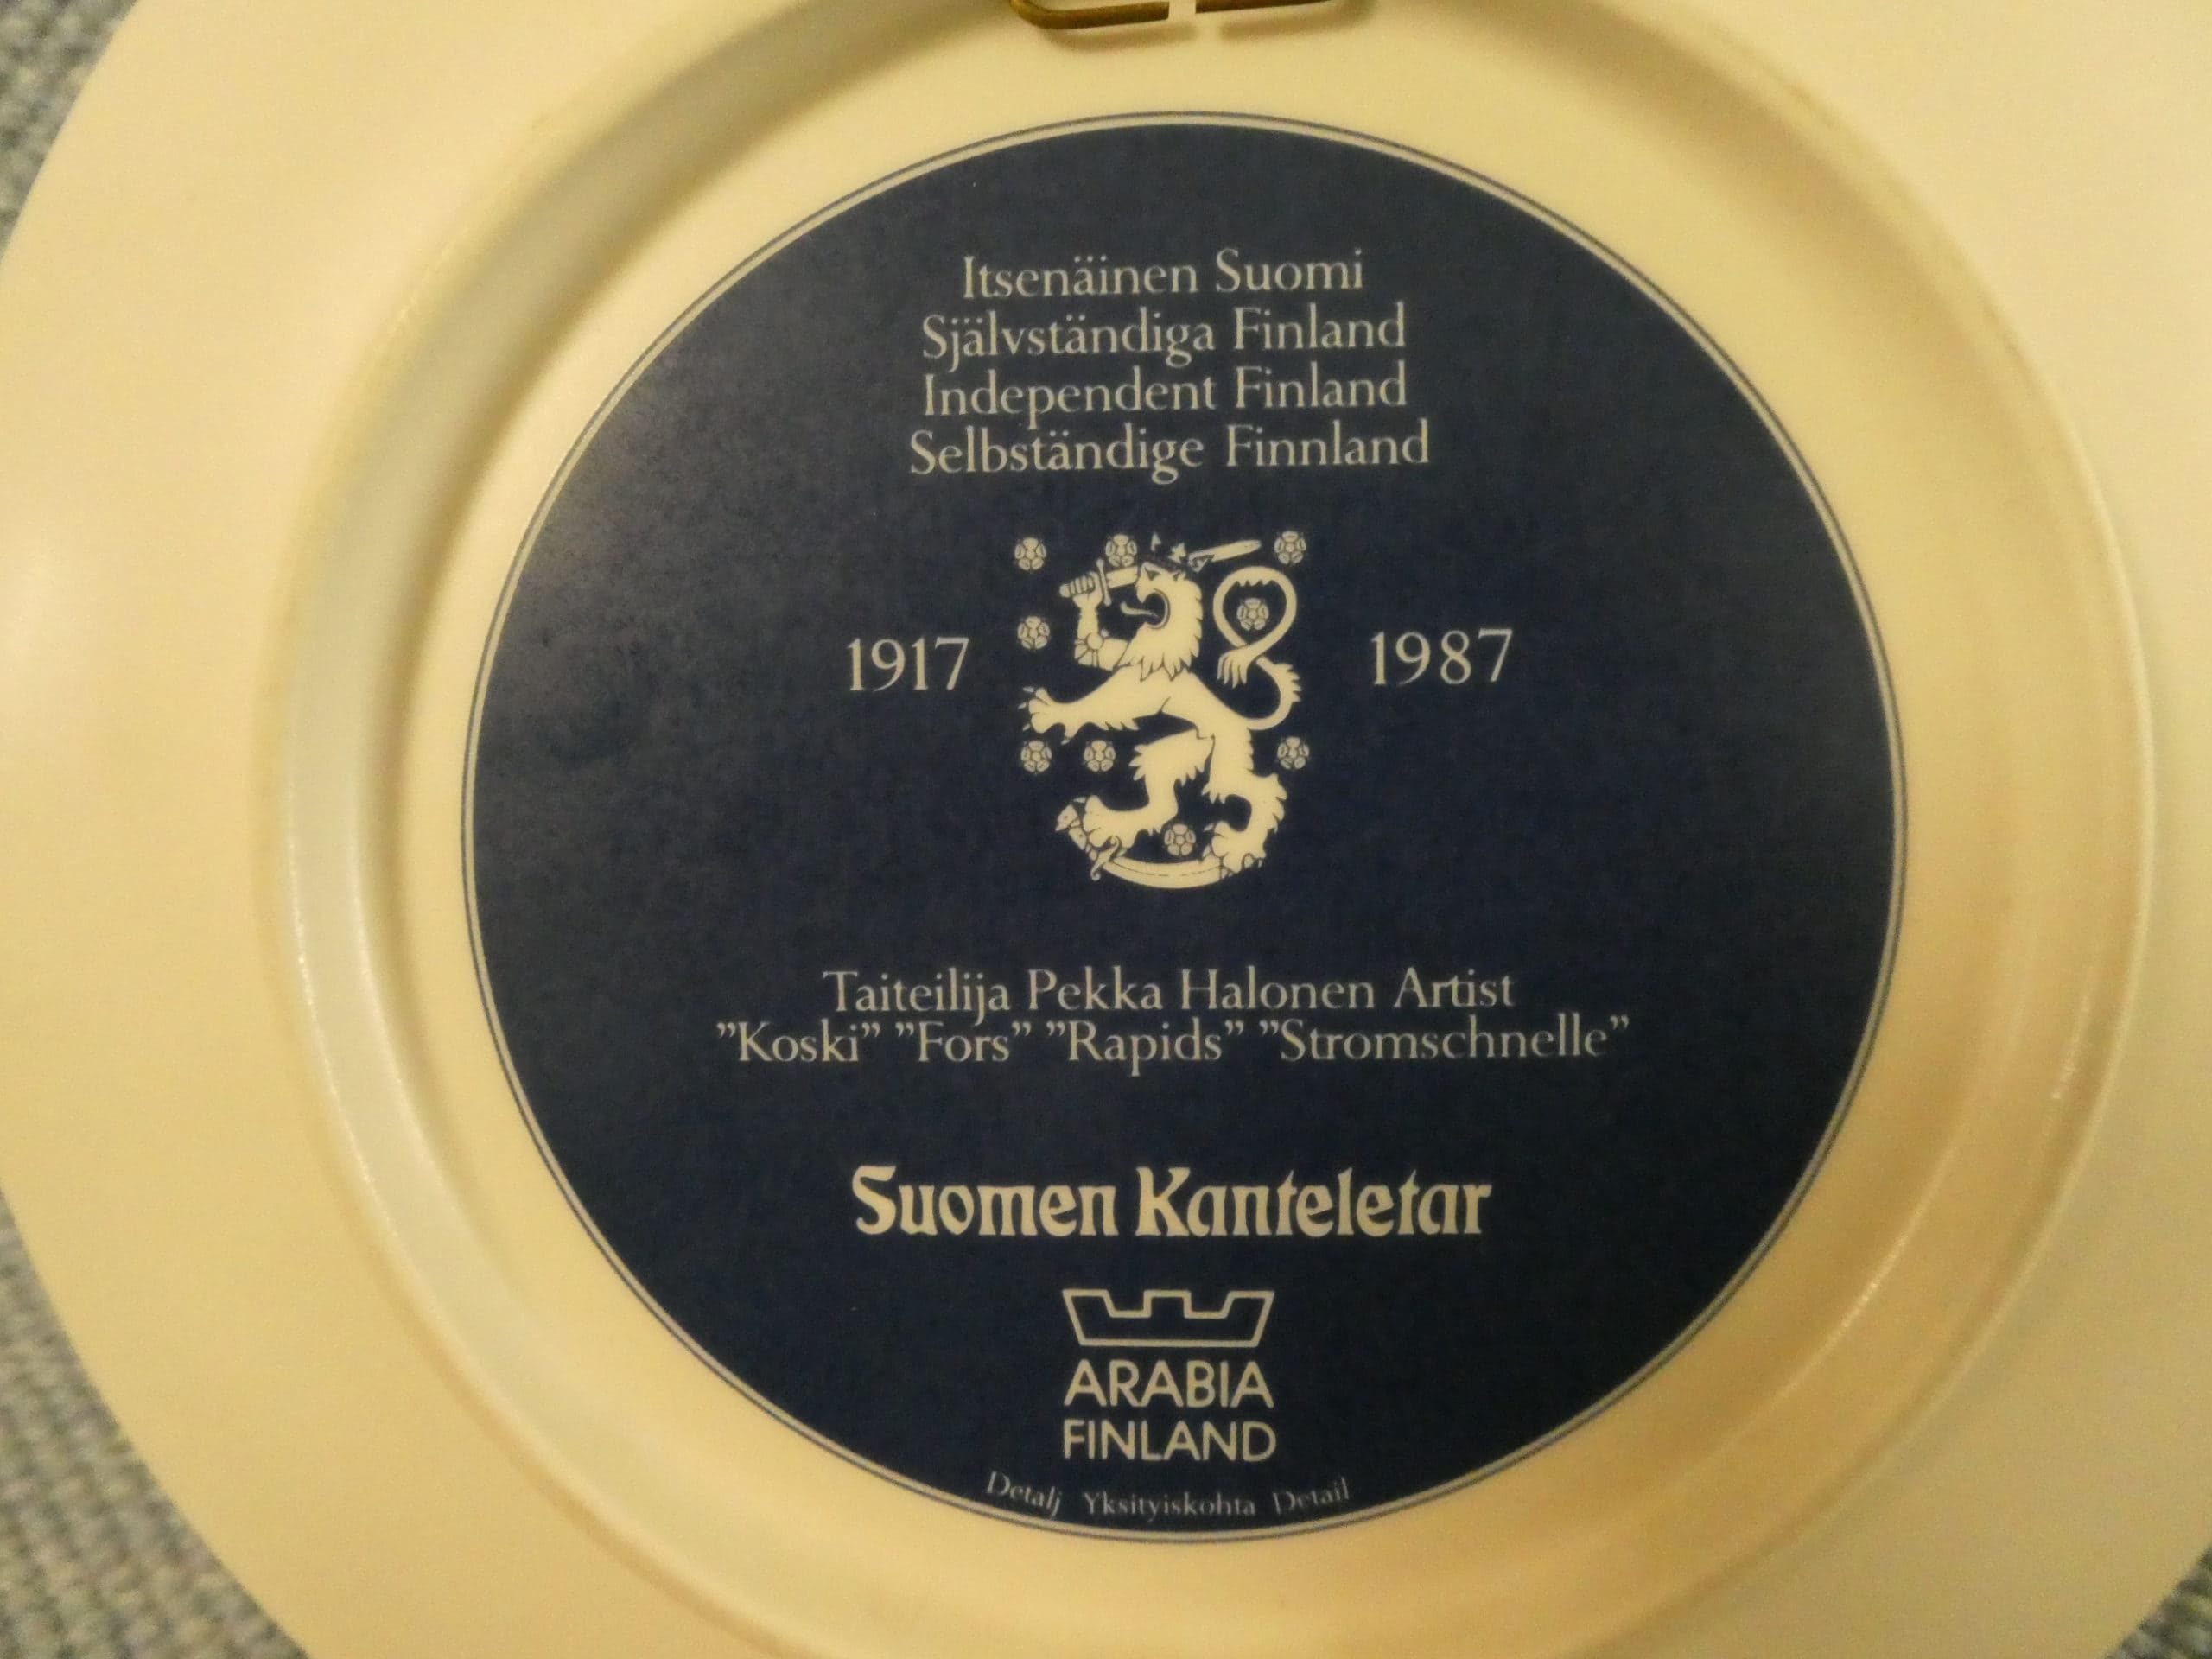 Itsenäinen Suomi
Självständiga Finland
Independent Finland
Selbständige Finnland
1917 1987
Taiteilija Pekka Halonen Artist
”Koski” ”Fors” ”Rapids” ”Stromschnelle”
Suomen Kanteletar
ARABIA
FINLAND
Detalj Yksityiskohta Detail